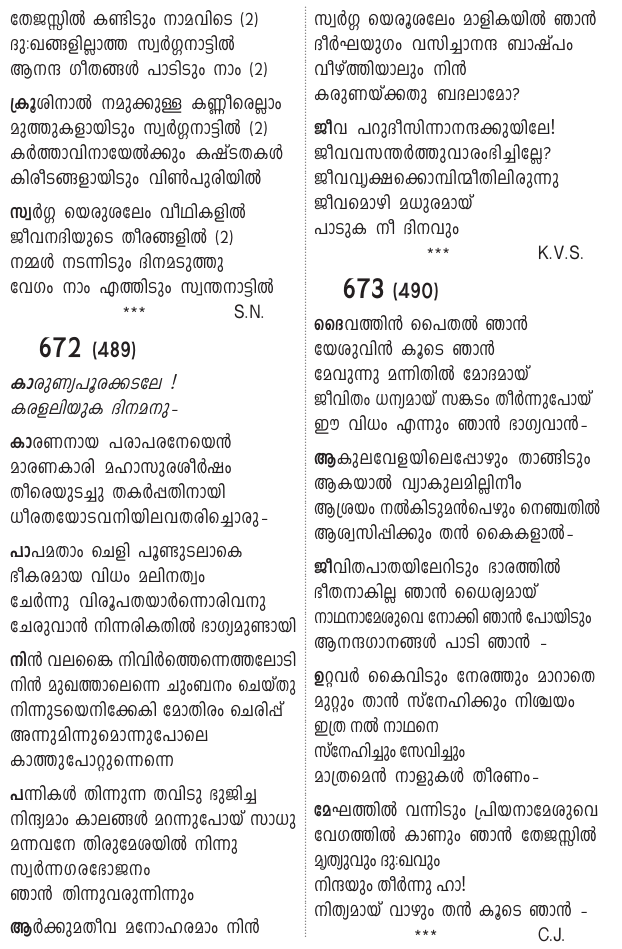 തേജസ്സിൽ കണ്ടിടും നാമവിടെ (2)
ദുഃഖങ്ങളില്ലാത്ത സ്വർഗ്ഗനാട്ടിൽ
ആനന്ദ ഗീതങ്ങൾ പാടിടും നാം (2)
ക്രൂശിനാൽ നമുക്കുള്ള കണ്ണീരെല്ലാം
മുത്തുകളായിടും സ്വർഗ്ഗനാട്ടിൽ (2)
കർത്താവിനായേൽക്കും കഷ്ടതകൾ
കിരീടങ്ങളായിടും വിൺപുരിയിൽ
സ്വർഗ്ഗ യെരുശലേം വീഥികളിൽ
ജീവനദിയുടെ തീരങ്ങളിൽ (2)
നമ്മൾ നടന്നിടും ദിനമടുത്തു
വേഗം നാം എത്തിടും സ്വന്തനാട്ടിൽ
*** S.N.
672 (489)
കാരുണ്യപൂരക്കടലേ !
കരളലിയുക ദിനമനു-
കാരണനായ പരാപരനേയെൻ
മാരണകാരി മഹാസുരശീർഷം
തീരെയുടച്ചു തകർപ്പതിനായി
ധീരതയോടവനിയിലവതരിച്ചൊരു-
പാപമതാം ചെളി പൂണ്ടുടലാകെ
ഭീകരമായ വിധം മലിനത്വം
ചേർന്നു വിരൂപതയാർന്നൊരിവനു
ചേരുവാൻ നിന്നരികതിൽ ഭാഗ്യമുണ്ടായി
നിൻ വലങ്കൈ നിവിർത്തെന്നെത്തലോടി
നിൻ മുഖത്താലെന്നെ ചുംബനം ചെയ്തു
നിന്നുടയെനിക്കേകി മോതിരം ചെരിപ്പ്
അന്നുമിന്നുമൊന്നുപോലെ
കാത്തുപോറ്റുന്നെന്നെ
പന്നികൾ തിന്നുന്ന തവിടു ഭുജിച്ച
നിന്ദ്യമാം കാലങ്ങൾ മറന്നുപോയ് സാധു
മന്നവനേ തിരുമേശയിൽ നിന്നു
സ്വർന്നഗരഭോജനം
ഞാൻ തിന്നുവരുന്നിന്നും
ആർക്കുമതീവ മനോഹരമാം നിൻ
സ്വർഗ്ഗ യെരൂശലേം മാളികയിൽ ഞാൻ
ദീർഘയുഗം വസിച്ചാനന്ദ ബാഷ്പം
വീഴ്ത്തിയാലും നിൻ
കരുണയ്ക്കതു ബദലാമോ?
ജീവ പറുദീസിന്നാനന്ദക്കുയിലേ!
ജീവവസന്തർത്തുവാരംഭിച്ചില്ലേ?
ജീവവൃക്ഷക്കൊമ്പിന്മീതിലിരുന്നു
ജീവമൊഴി മധുരമായ്
പാടുക നീ ദിനവും
*** K.V.S.
673 (490)
ദൈവത്തിൻ പൈതൽ ഞാൻ
യേശുവിൻ കൂടെ ഞാൻ
മേവുന്നു മന്നിതിൽ മോദമായ്
ജീവിതം ധന്യമായ് സങ്കടം തീർന്നുപോയ്
ഈ വിധം എന്നും ഞാൻ ഭാഗ്യവാൻ-
ആകുലവേളയിലെപ്പോഴും താങ്ങിടും
ആകയാൽ വ്യാകുലമില്ലിനീം
ആശ്രയം നൽകിടുമൻപെഴും നെഞ്ചതിൽ
ആശ്വസിപ്പിക്കും തൻ കൈകളാൽ-
ജീവിതപാതയിലേറിടും ഭാരത്തിൽ
ഭീതനാകില്ല ഞാൻ ധൈര്യമായ്
നാഥനാമേശുവെ നോക്കി ഞാൻ പോയിടും
ആനന്ദഗാനങ്ങൾ പാടി ഞാൻ -
ഉറ്റവർ കൈവിടും നേരത്തും മാറാതെ
മുറ്റും താൻ സ്നേഹിക്കും നിശ്ചയം
ഇത്ര നൽ നാഥനെ
സ്നേഹിച്ചും സേവിച്ചും
മാത്രമെൻ നാളുകൾ തീരണം-
മേഘത്തിൽ വന്നിടും പ്രിയനാമേശുവെ
വേഗത്തിൽ കാണും ഞാൻ തേജസ്സിൽ
മൃത്യുവും ദുഃഖവും
നിന്ദയും തീർന്നു ഹാ!
നിത്യമായ് വാഴും തൻ കൂടെ ഞാൻ -
*** C.J.